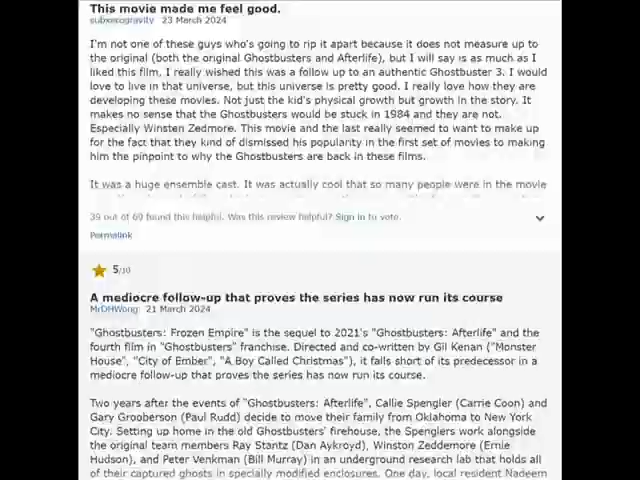 This movie made me feel good.
subxerogravity 23 March 2024
I'm not one of these guys who's going to rip it apart because it does not measure up to
the original (both the original Ghostbusters and Afterlife), but I will say is as much as I
liked this film, I really wished this was a follow up to an authentic Ghostbuster 3. I would
love to live in that universe, but this universe is pretty good. I really love how they are
developing these movies. Not just the kid's physical growth but growth in the story. It
makes no sense that the Ghostbusters would be stuck in 1984 and they are not.
Especially Winsten Zedmore. This movie and the last really seemed to want to make up
for the fact that they kind of dismissed his popularity in the first set of movies to making
him the pinpoint to why the Ghostbusters are back in these films.
It was a huge ensemble cast. It was actually cool that so many people were in the movie
39 out of 69 found this helpful. Was this review helpful? Sign in to vote.
Permalink
5/10
A mediocre follow-up that proves the series has now run its course
MrDHWong 21 March 2024
"Ghostbusters: Frozen Empire" is the sequel to 2021's "Ghostbusters: Afterlife" and the
fourth film in "Ghostbusters" franchise. Directed and co-written by Gil Kenan ("Monster
House", "City of Ember", "A Boy Called Christmas"), it falls short of its predecessor in a
mediocre follow-up that proves the series has now run its course.
Two years after the events of "Ghostbusters: Afterlife", Callie Spengler (Carrie Coon) and
Gary Grooberson (Paul Rudd) decide to move their family from Oklahoma to New York
City. Setting up home in the old Ghostbusters' firehouse, the Spenglers work alongside
the original team members Ray Stantz (Dan Aykroyd), Winston Zeddemore (Ernie
Hudson), and Peter Venkman (Bill Murray) in an underground research lab that holds all
of their captured ghosts in specially modified enclosures. One day, local resident Nadeem